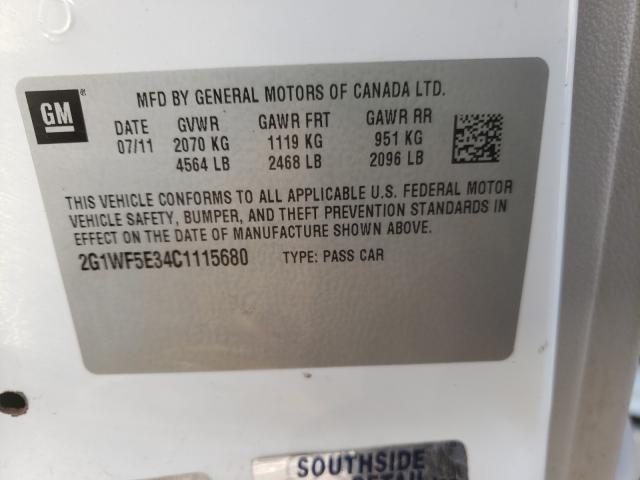 GM®
MFD BY GENERAL MOTORS OF CANADA LTD.
DATE GVWR GAWR FRT GAWR RR
07/11 2070 KG 1119 KG 951 KG
4564 LB 2468 LB 2096 LB
THIS VEHICLE CONFORMS TO ALL APPLICABLE U.S. FEDERAL MOTOR
VEHICLE SAFETY, BUMPER, AND THEFT PREVENTION STANDARDS IN
EFFECT ON THE DATE OF MANUFACTURE SHOWN ABOVE.
2G1WF5E34C1115680 TYPE: PASS CAR
SOUTHSIDE